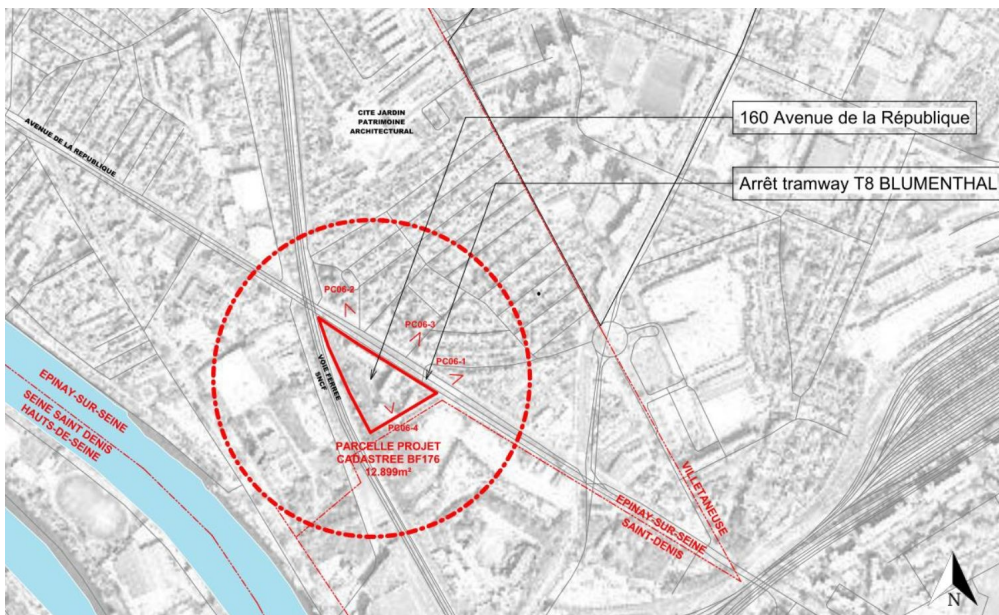 CITE JARDIN
PATRIMOINE
ARCHITECTURAL
160 Avenue de la République
AVENUE DE LA REPUBLIQUE
Arrêt tramway T8 BLUMENTHAL
PC06-2
PC06-3
PC06-1
VOIE FERREE
SNCF
PC06-4
PARCELLE PROJET
CADASTREE BF176
12.899m²
EPINAY-SUR-SEINE
SEINE SAINT DENIS
HAUTS-DE-SEINE
VILLETANEUSE
EPINAY-SUR-SEINE
SAINT-DENIS
N